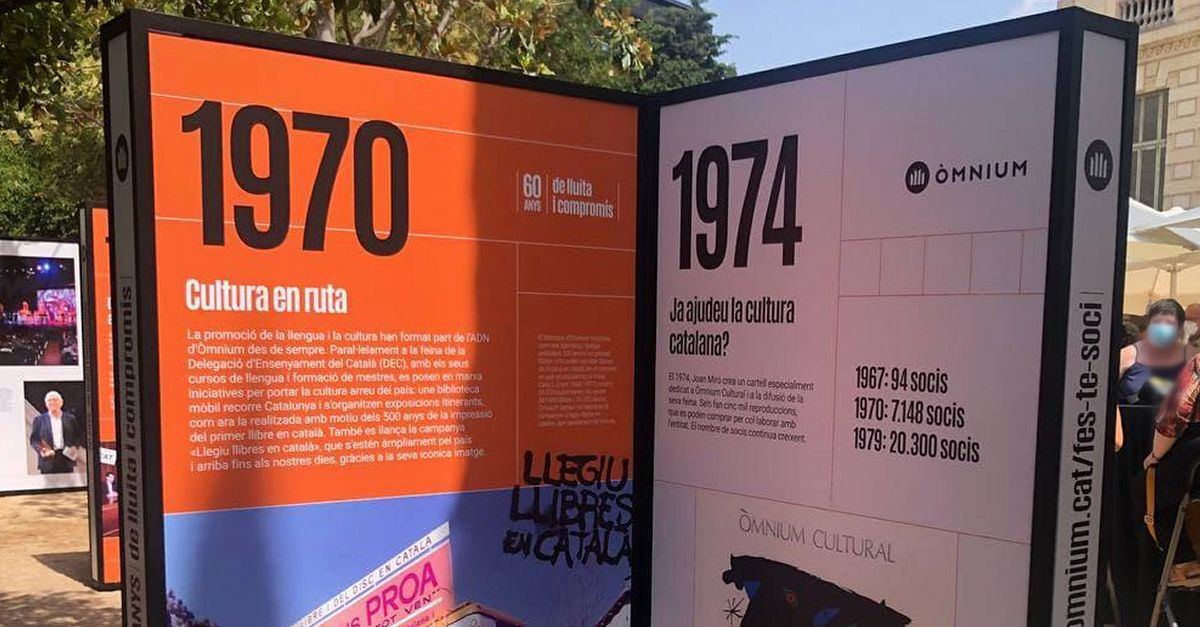 1970
60
ANYS
de lluita
i compromís
Cultura en ruta
La promoció de la llengua i la cultura han format part de l'ADN
d'Òmnium des de sempre. Paral·lelament a la feina de la
Delegació d'Ensenyament del Català (DEC), amb els seus
cursos de llengua i formació de mestres, es posen en marxa
iniciatives per portar la cultura arreu del país: una biblioteca
mòbil recorre Catalunya i s'organitzen exposicions itinerants,
com ara la realitzada amb motiu dels 500 anys de la impressió
del primer llibre en català. També es llança la campanya
«Llegiu llibres en català», que s'estén àmpliament pel país
i arriba fins als nostres dies, gràcies a la seva icònica imatge.
LLEGIU
LLIBRES
EN CATALÀ
LIBRE I DEL DISC EN CATALÀ
PROA
TOT VEN
ANYS | de lluita i compromís
1974
ÒMNIUM
Ja ajudeu la cultura
catalana?
El 1974, Joan Miró crea un cartell especialment
dedicat a Òmnium Cultural i a la difusió de la
seva feina. Se'n fan cinc mil reproduccions,
que es poden comprar per col·laborar amb
l'entitat. El nombre de socis continua creixent.
1967: 94 socis
1970: 7.148 socis
1979: 20.300 socis
ÒMNIUM CULTURAL
omnium.cat/fes-te-soci